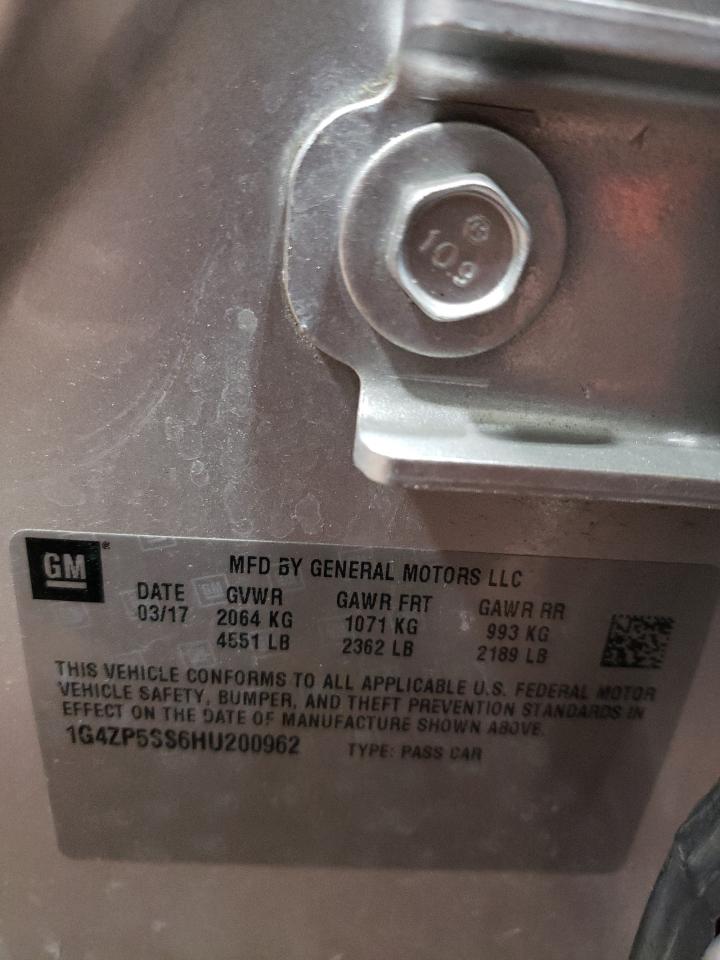 10.9
GM
MFD BY GENERAL MOTORS LLC
DATE GVWR GAWR FRT GAWR RR
03/17 2064 KG 1071 KG 993 KG
4551 LB 2362 LB 2189 LB
THIS VEHICLE CONFORMS TO ALL APPLICABLE U.S. FEDERAL MOTOR
VEHICLE SAFETY, BUMPER, AND THEFT PREVENTION STANDARDS IN
EFFECT ON THE DATE OF MANUFACTURE SHOWN ABOVE.
1G4ZP5SS6HU200962 TYPE: PASS CAR